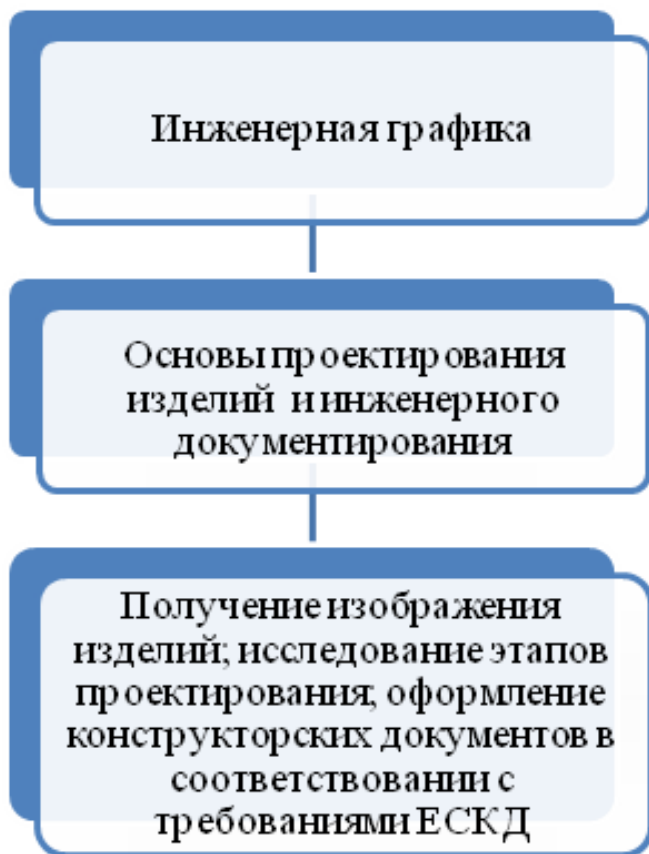 Инженерная графика
Основы проектирования
изделий и инженерного
документирования
Получение изображения
изделий; исследование этапов
проектирования; оформление
конструкторских документов в
соответствовании с
требованиями ЕСКД